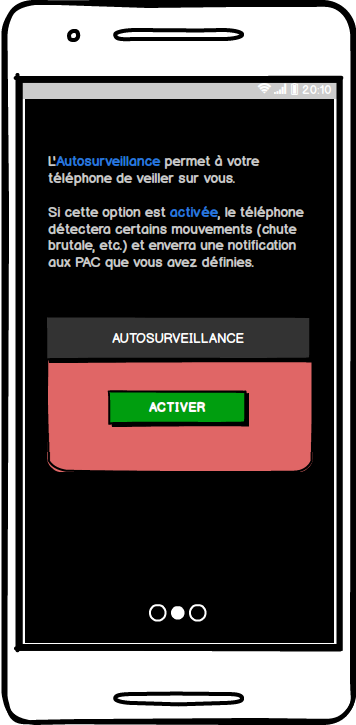 20:10
L'Autosurveillance permet à votre
téléphone de veiller sur vous.
Si cette option est activée, le téléphone
détectera certains mouvements (chute
brutale, etc.) et enverra une notification
aux PAC que vous avez définies.
AUTOSURVEILLANCE
ACTIVER